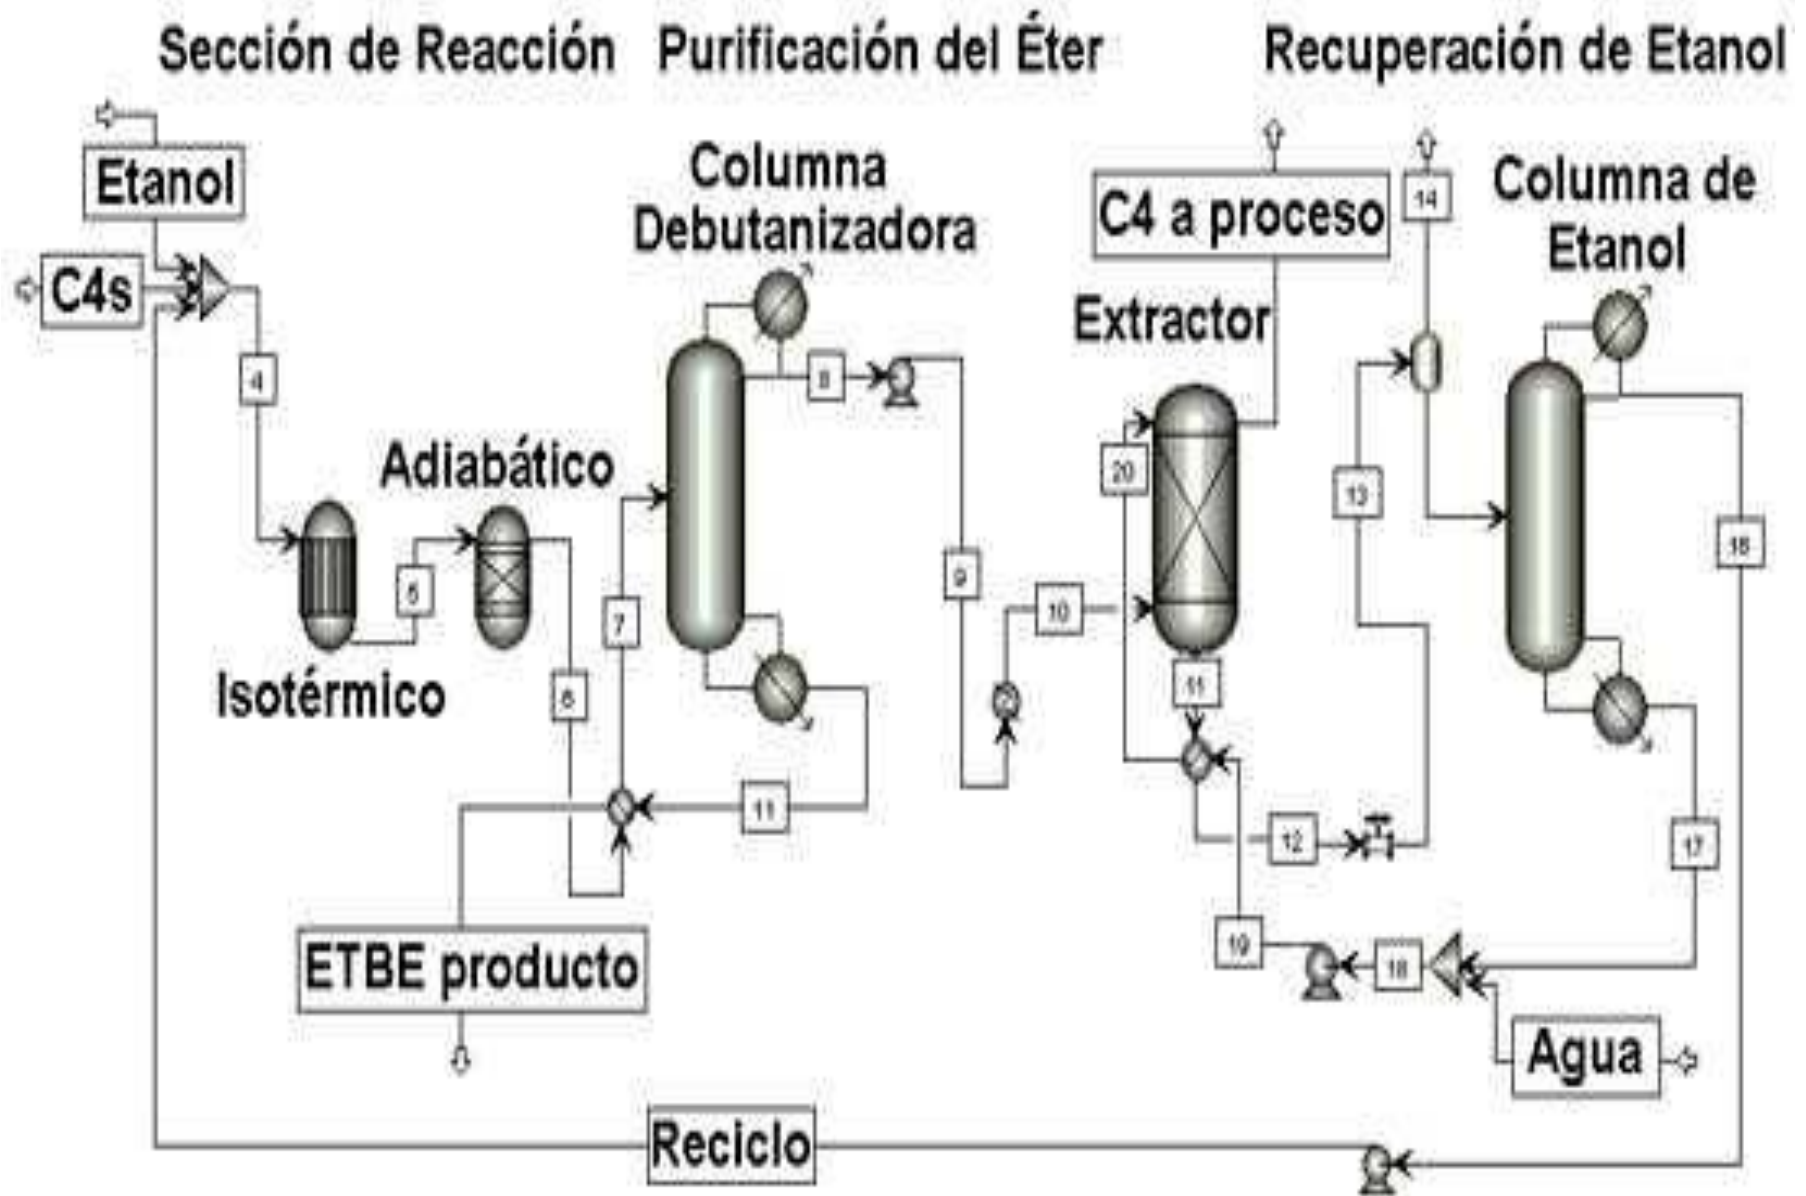 Sección de Reacción
Purificación del Éter
Recuperación de Etanol
Etanol
C4s
4
Isotérmico
5
Adiabático
6
7
Columna
Debutanizadora
8
9
10
11
ETBE producto
Extractor
C4 a proceso
20
11
12
13
14
Columna de
Etanol
16
17
18
19
Agua
Reciclo